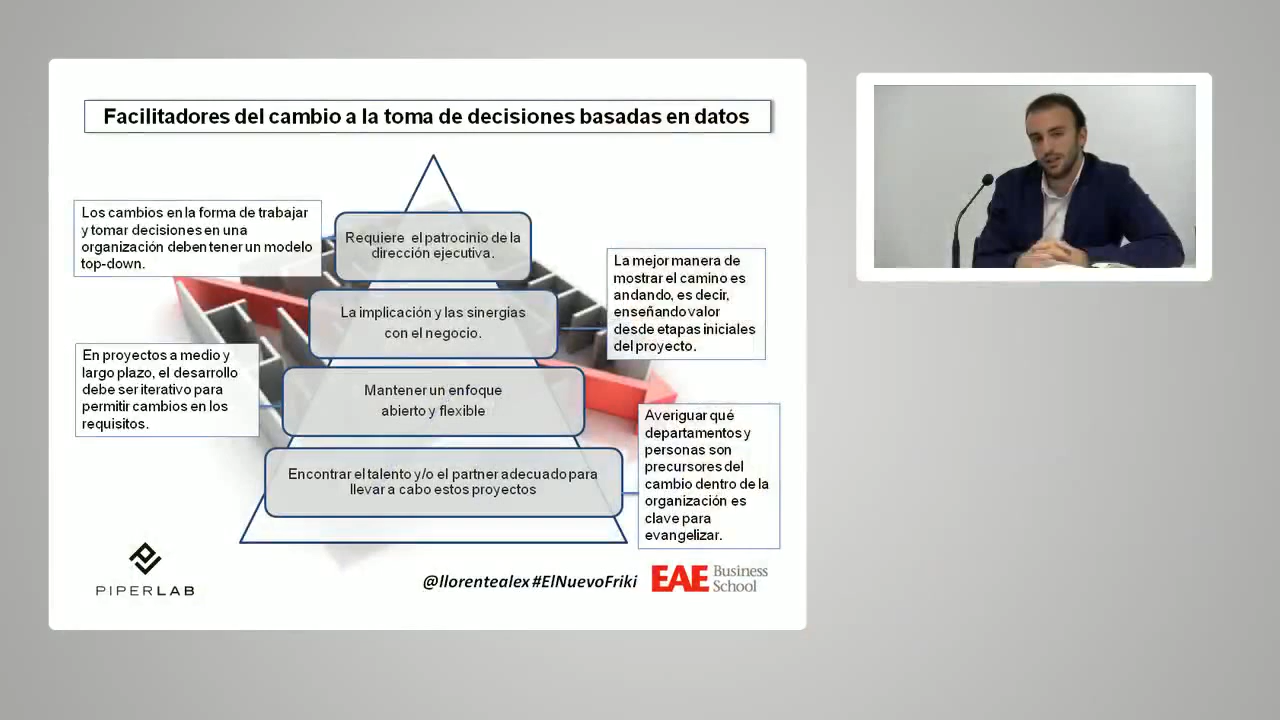 Facilitadores del cambio a la toma de decisiones basadas en datos
Los cambios en la forma de trabajar
y tomar decisiones en una
organización deben tener un modelo
top-down.
Requiere el patrocinio de la
dirección ejecutiva.
La implicación y las sinergias
con el negocio.
La mejor manera de
mostrar el camino es
andando, es decir,
enseñando valor
desde etapas iniciales
del proyecto.
En proyectos a medio y
largo plazo, el desarrollo
debe ser iterativo para
permitir cambios en los
requisitos.
Mantener un enfoque
abierto y flexible
Encontrar el talento y/o el partner adecuado para
llevar a cabo estos proyectos
Averiguar qué
departamentos y
personas son
precursores del
cambio dentro de la
organización es
clave para
evangelizar.
PIPERLAB
@llorentealex #ElNuevoFriki
EAE Business
School